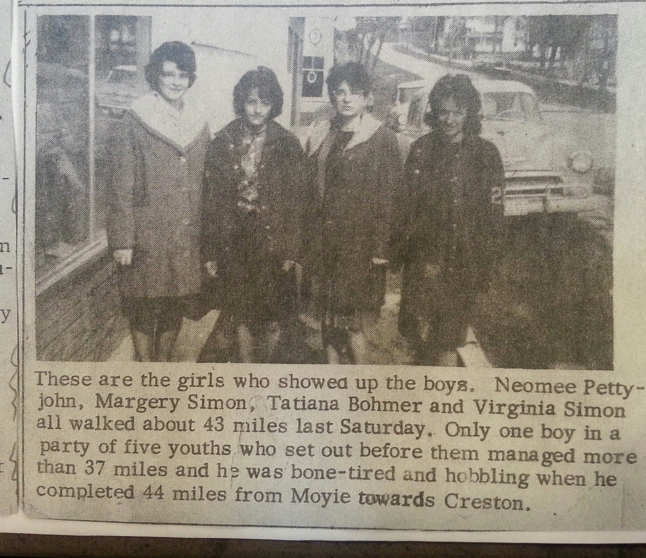 These are the girls who showed up the boys. Neomee Petty-
john, Margery Simon, Tatiana Bohmer and Virginia Simon
all walked about 43 miles last Saturday. Only one boy in a
party of five youths who set out before them managed more
than 37 miles and he was bone-tired and hobbling when he
completed 44 miles from Moyie towards Creston.
2
-
n
-
y